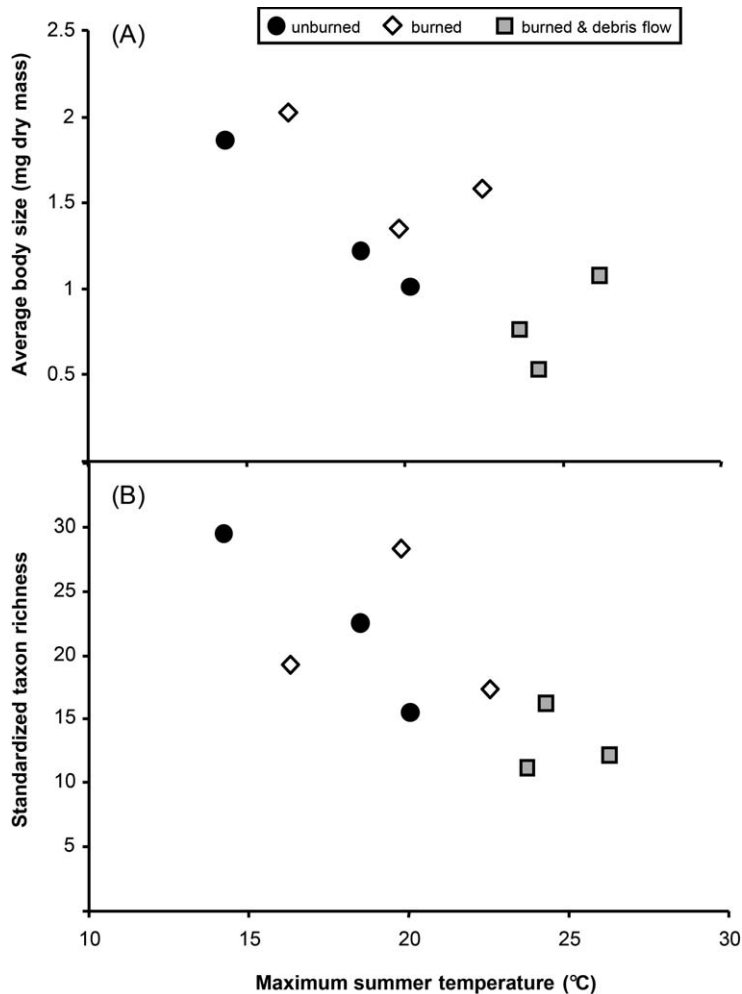 unburned burned burned & debris flow
(A)
2.5
2
1.5
1
0.5
Average body size (mg dry mass)
(B)
30
25
20
15
10
5
Standardized taxon richness
10 15 20 25 30
Maximum summer temperature (°C)